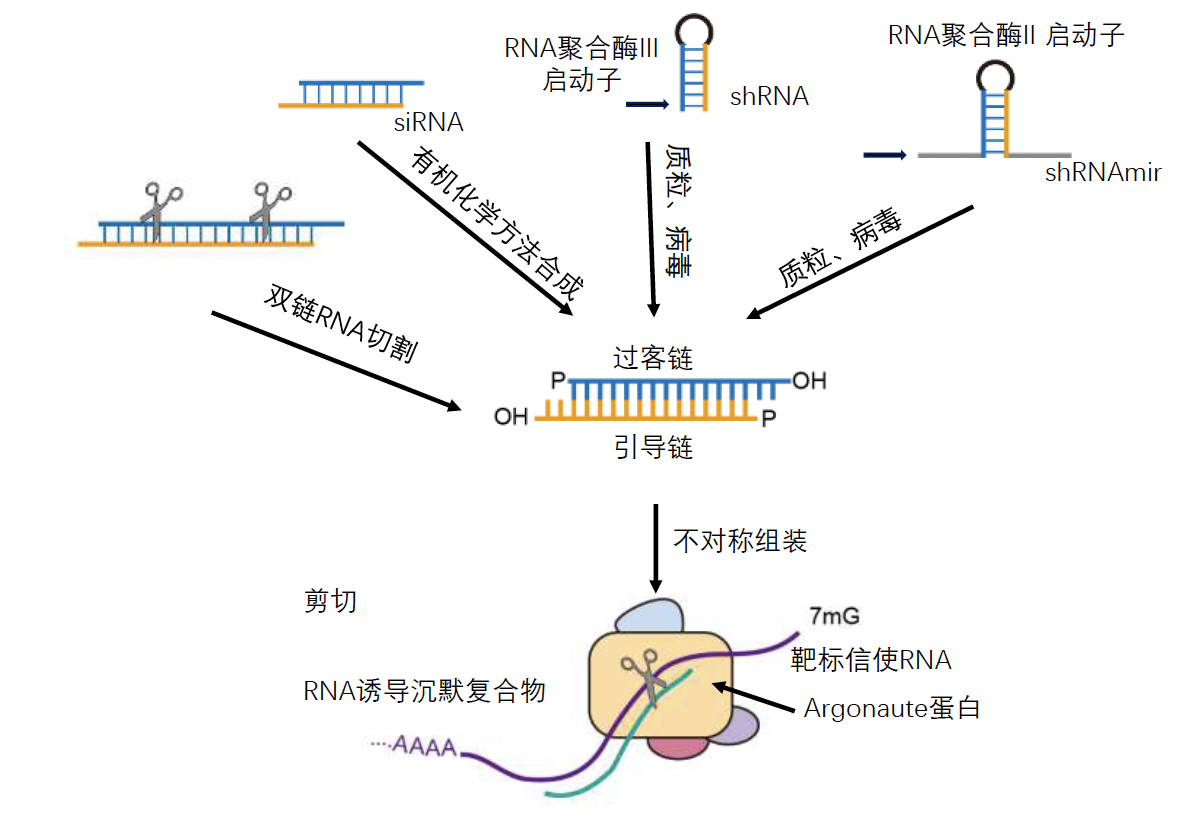 RNA聚合酶III
启动子
shRNA
RNA聚合酶II 启动子
shRNAmir
siRNA
有机化学方法合成
质粒、病毒
质粒、病毒
双链RNA切割
过客链
P
OH
OH
P
引导链
不对称组装
剪切
7mG
靶标信使RNA
RNA诱导沉默复合物
Argonaute蛋白
···AAAA